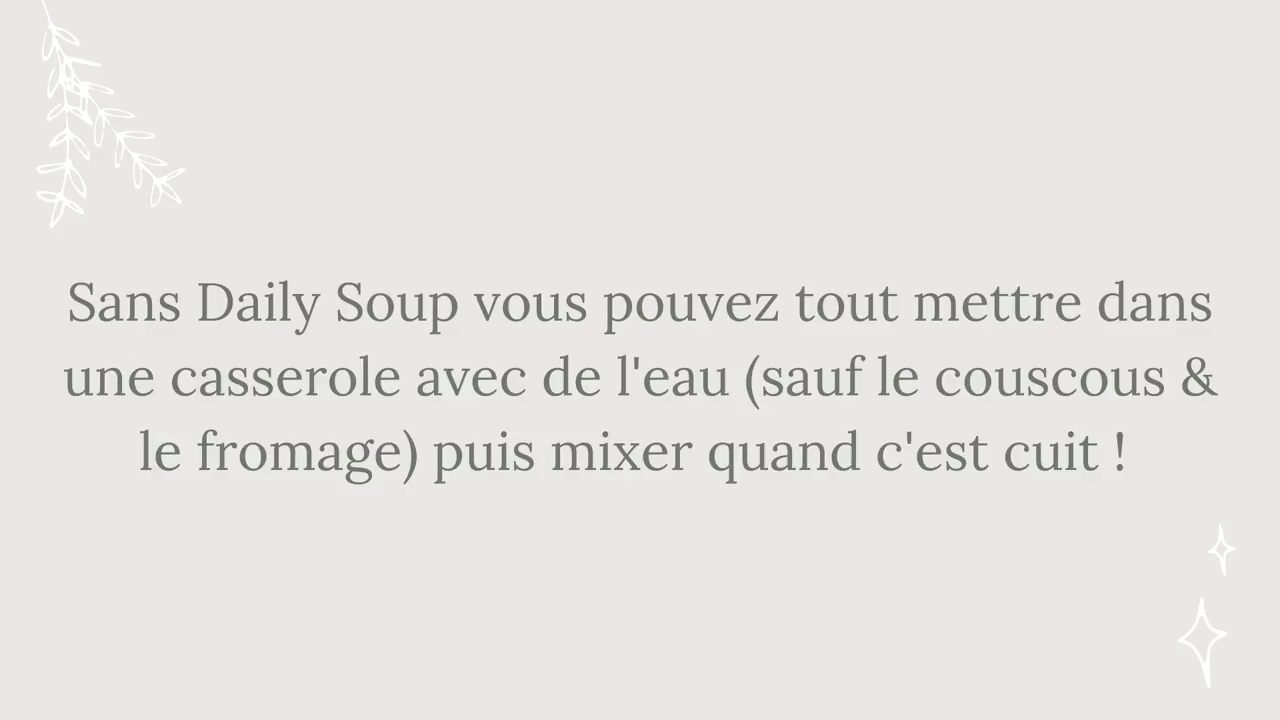 Sans Daily Soup vous pouvez tout mettre dans
une casserole avec de l'eau (sauf le couscous &
le fromage) puis mixer quand c'est cuit !